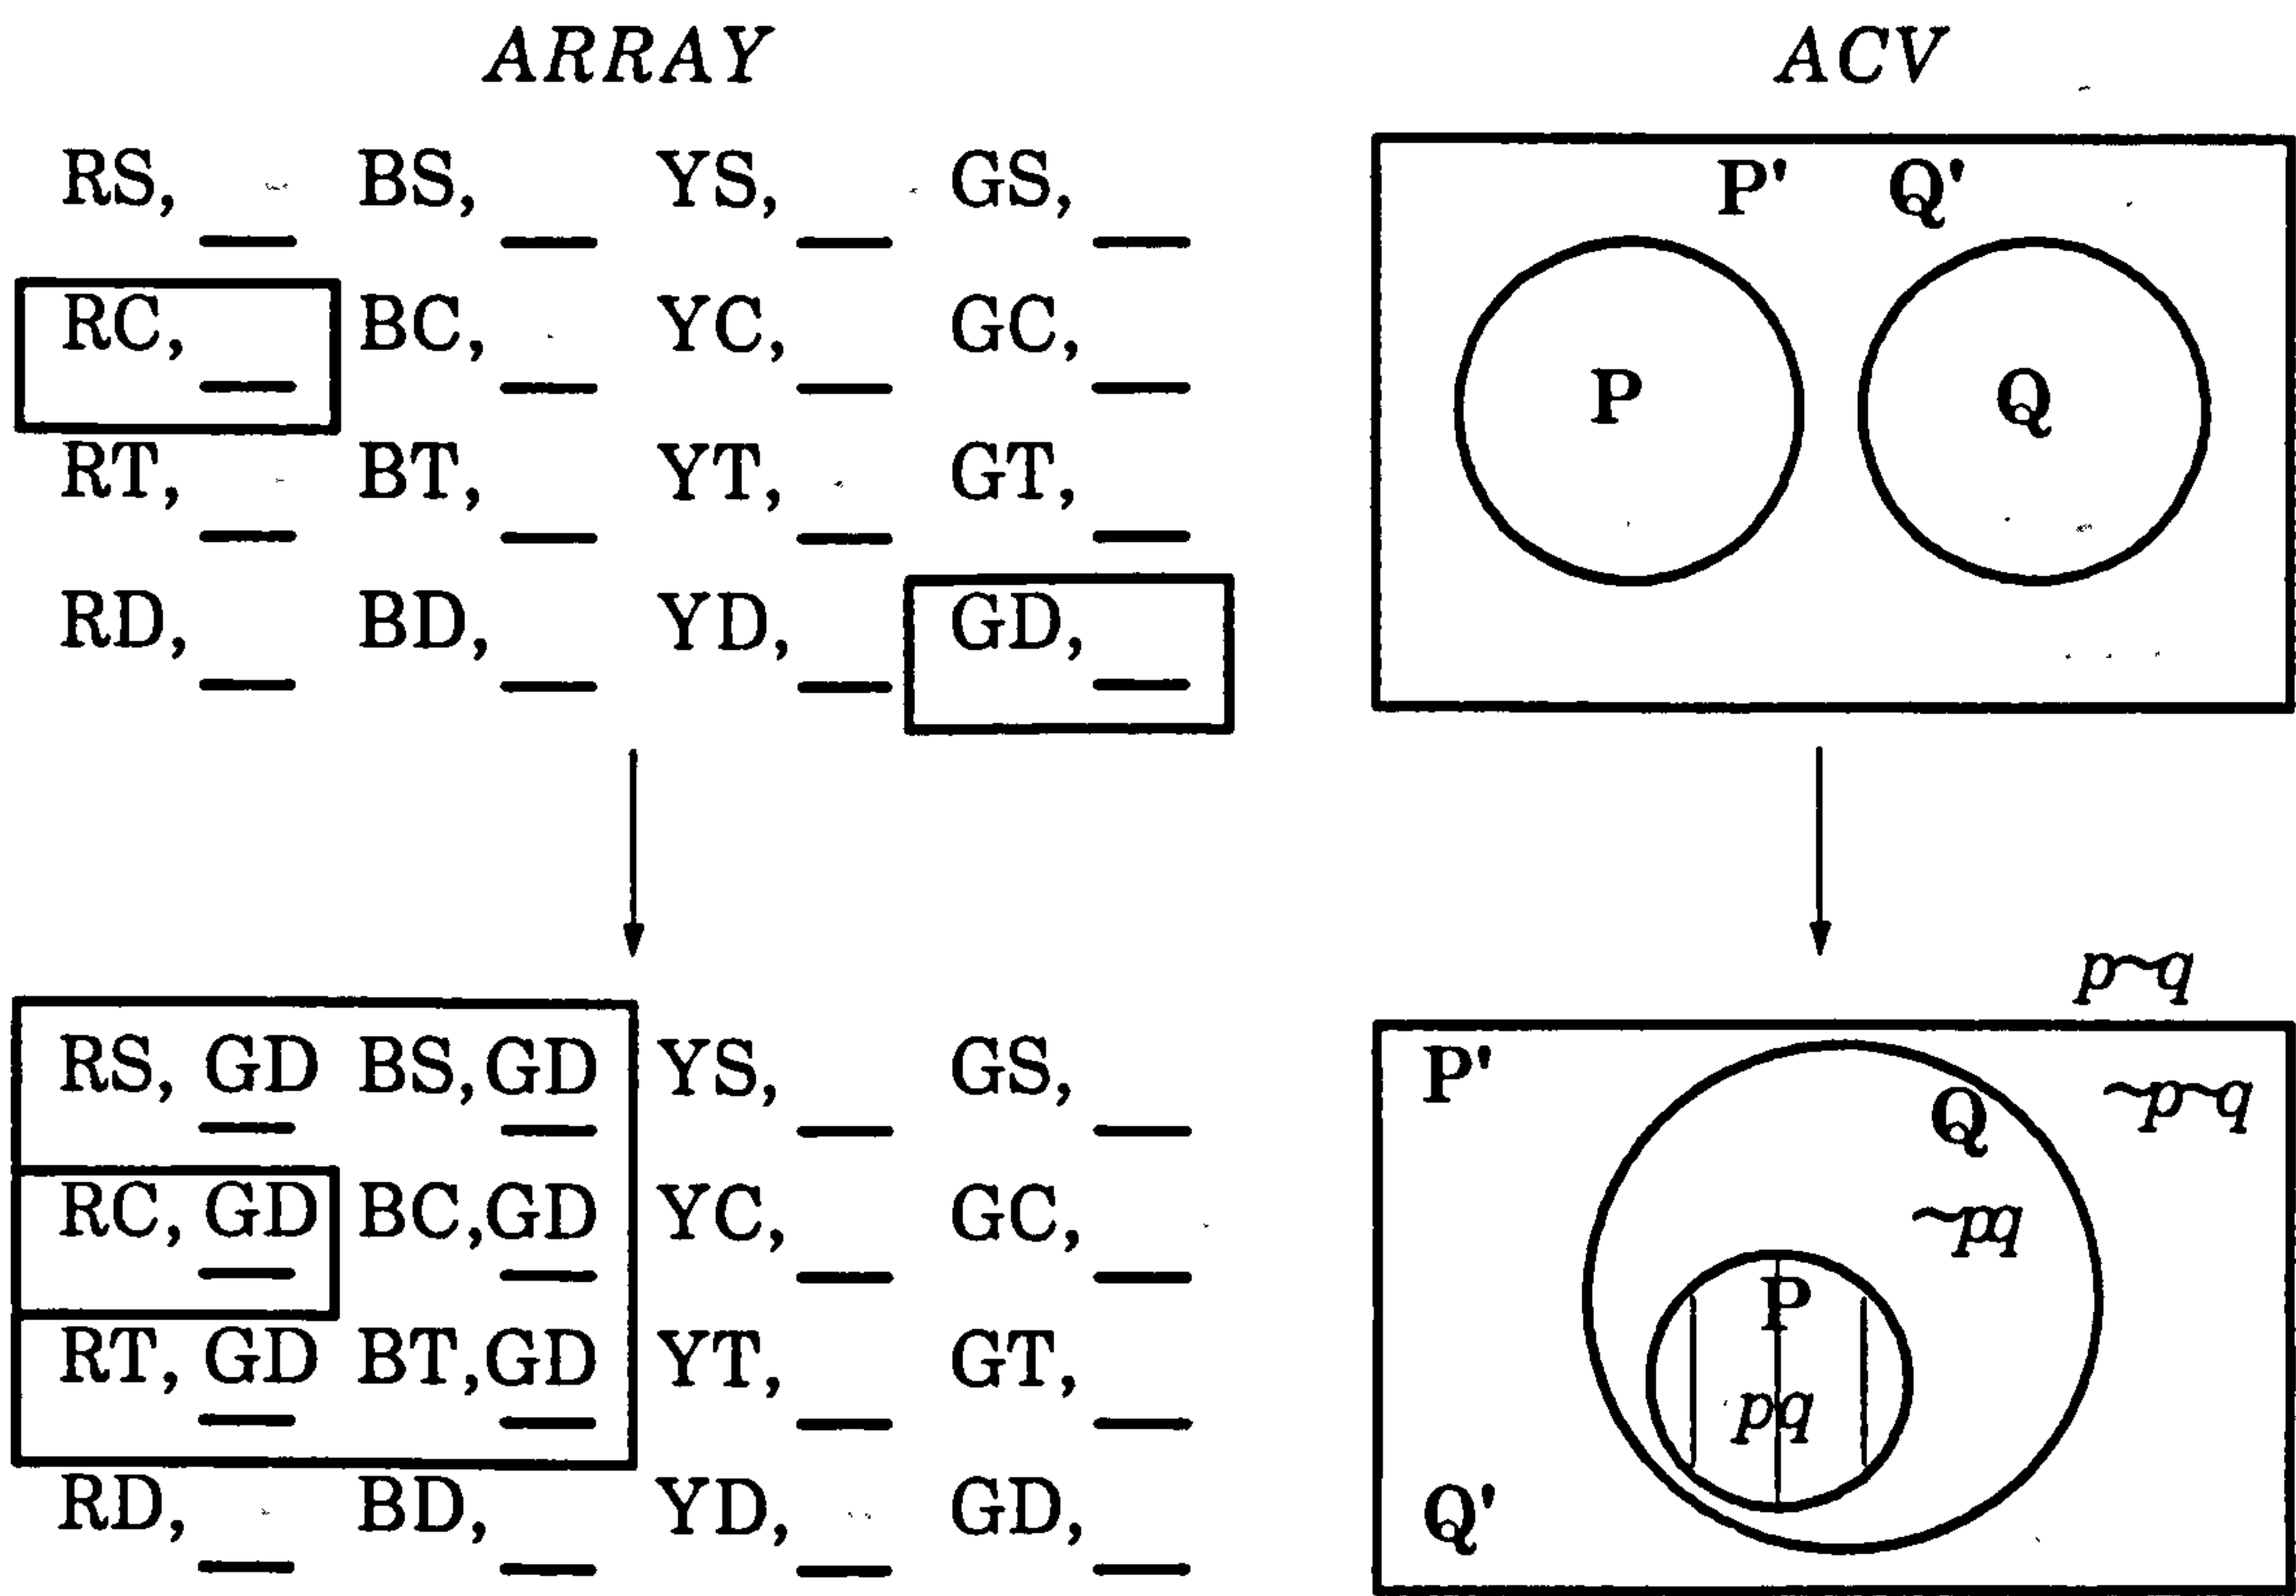 ARRAY
RS, __ BS, __ YS, __ GS, __
RC, __ BC, __ YC, __ GC, __
RT, __ BT, __ YT, __ GT, __
RD, __ BD, __ YD, __ GD, __
RS, GD BS, GD YS, __ GS, __
RC, GD BC, GD YC, __ GC, __
RT, GD BT, GD YT, __ GT, __
RD, __ BD, __ YD, __ GD, __
ACV
P' Q'
P Q
p~q
P'
Q ~p~q
~pq
P
pq
Q'